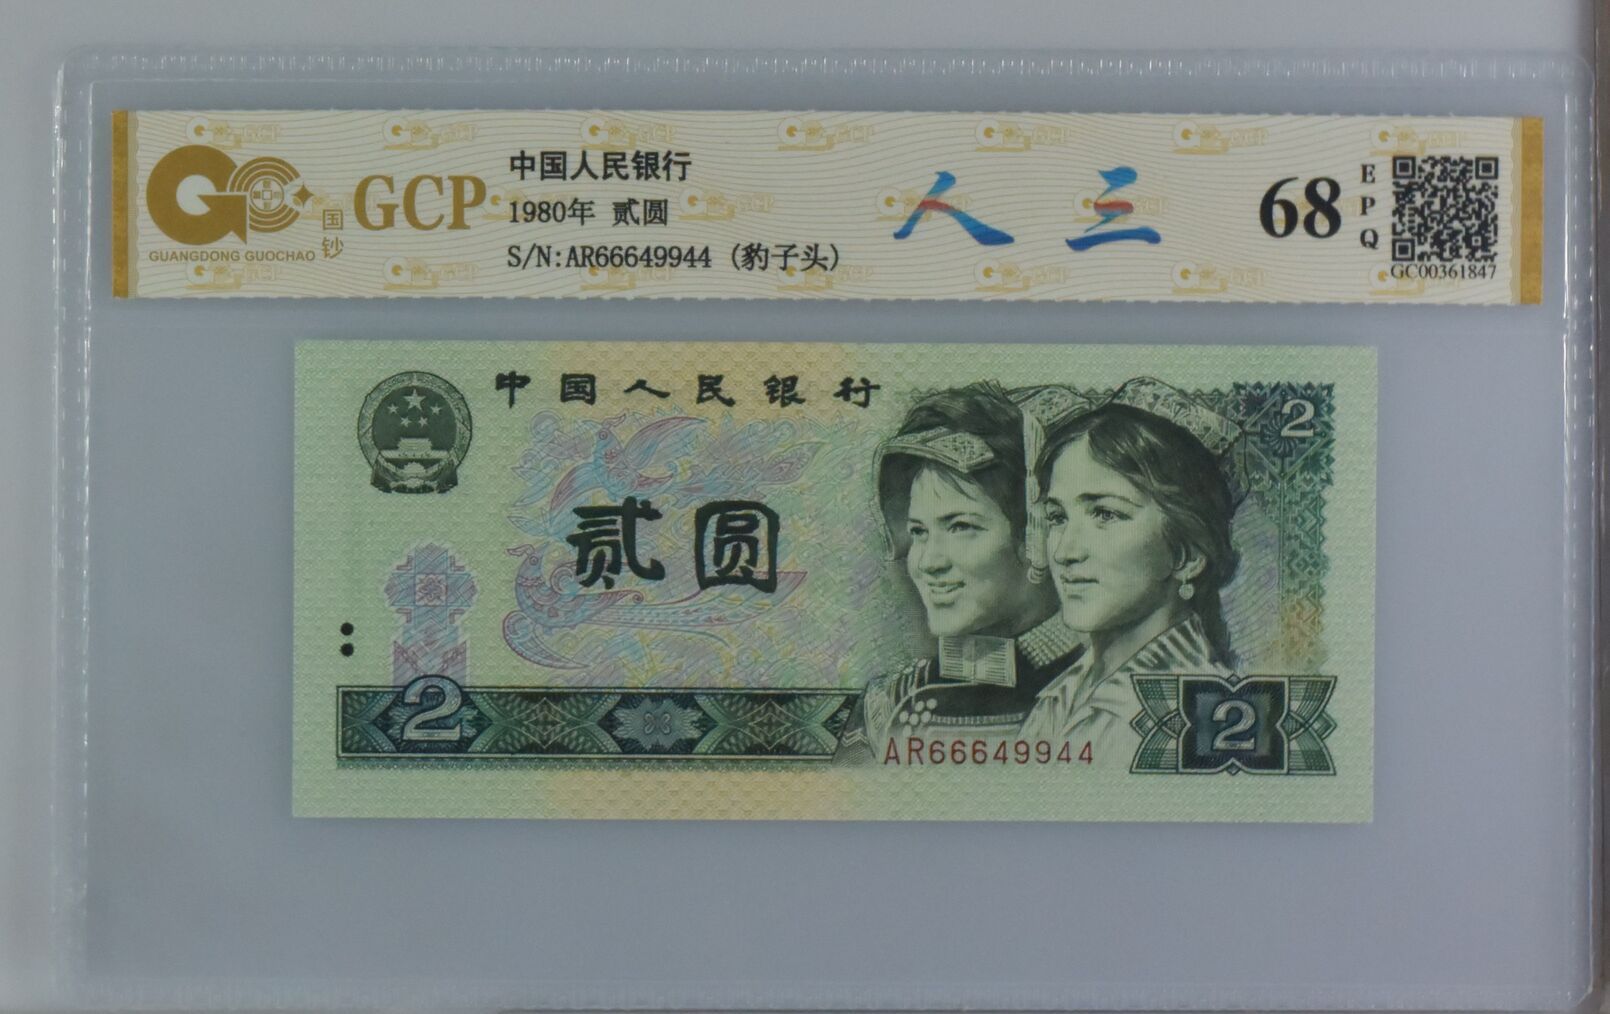 GUANGDONG GUOCHAO
国钞
GCP
中国人民银行
1980年 贰圆
S/N:AR66649944 (豹子头)
人 三
68
EPQ
GC00361847
中国人民银行
2
贰圆
2
2
AR66649944